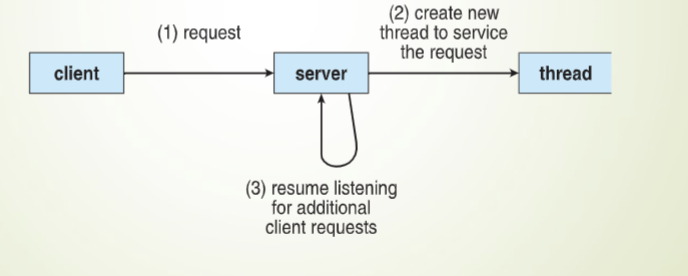 (1) request
(2) create new
thread to service
the request
client
server
thread
(3) resume listening
for additional
client requests